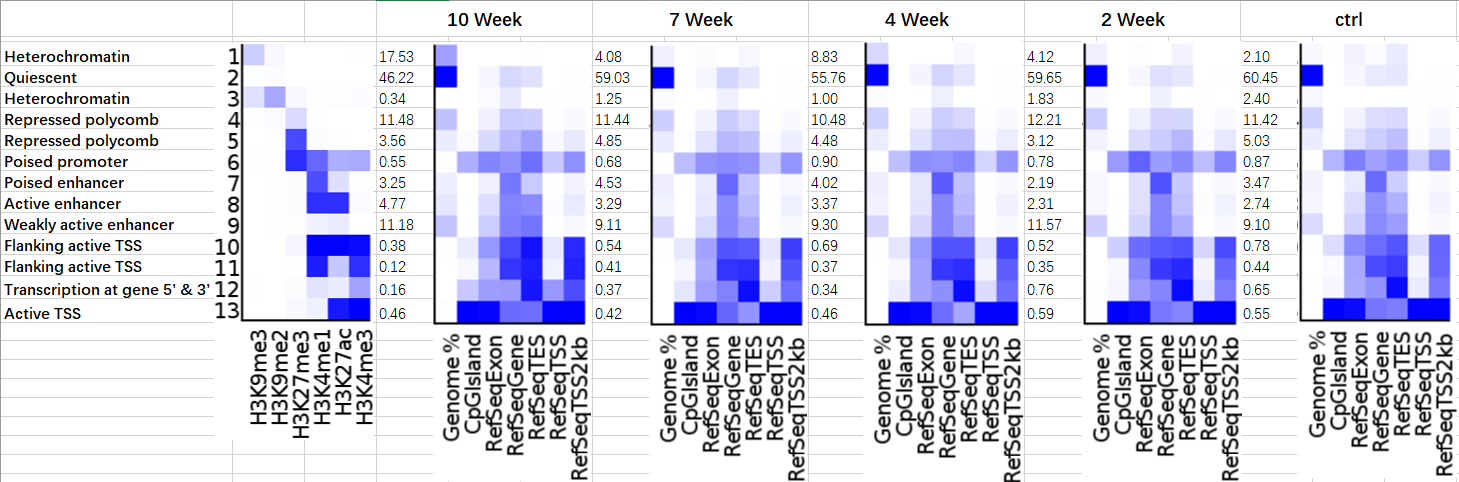 10 Week 7 Week 4 Week 2 Week ctrl
Heterochromatin 1 17.53 4.08 8.83 4.12 2.10
Quiescent 2 46.22 59.03 55.76 59.65 60.45
Heterochromatin 3 0.34 1.25 1.00 1.83 2.40
Repressed polycomb 4 11.48 11.44 10.48 12.21 11.42
Repressed polycomb 5 3.56 4.85 4.48 3.12 5.03
Poised promoter 6 0.55 0.68 0.90 0.78 0.87
Poised enhancer 7 3.25 4.53 4.02 2.19 3.47
Active enhancer 8 4.77 3.29 3.37 2.31 2.74
Weakly active enhancer 9 11.18 9.11 9.30 11.57 9.10
Flanking active TSS 10 0.38 0.54 0.69 0.52 0.78
Flanking active TSS 11 0.12 0.41 0.37 0.35 0.44
Transcription at gene 5' & 3' 12 0.16 0.37 0.34 0.76 0.65
Active TSS 13 0.46 0.42 0.46 0.59 0.55
H3K9me3
H3K9me2
H3K27me3
H3K4me1
H3K27ac
H3K4me3
Genome %
CpGIsland
RefSeqExon
RefSeqGene
RefSeqTES
RefSeqTSS
RefSeqTSS2kb
Genome %
CpGIsland
RefSeqExon
RefSeqGene
RefSeqTES
RefSeqTSS
RefSeqTSS2kb
Genome %
CpGIsland
RefSeqExon
RefSeqGene
RefSeqTES
RefSeqTSS
RefSeqTSS2kb
Genome %
CpGIsland
RefSeqExon
RefSeqGene
RefSeqTES
RefSeqTSS
RefSeqTSS2kb
Genome %
CpGIsland
RefSeqExon
RefSeqGene
RefSeqTES
RefSeqTSS
RefSeqTSS2kb